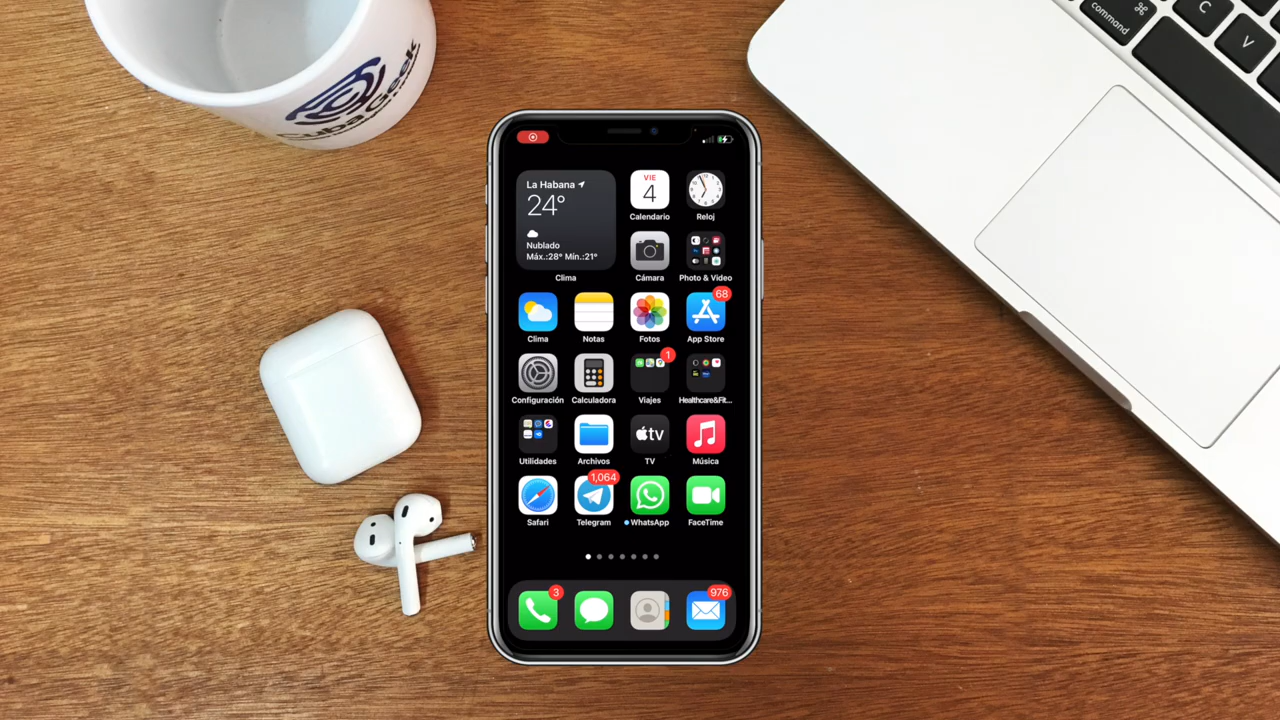 Cuba Geek
command
⌘
C
V
La Habana
24°
Nublado
Máx.:28° Mín.:21°
Clima
VIE
4
Calendario
Reloj
Cámara
Photo & Video
68
Clima
Notas
Fotos
App Store
1
Configuración
Calculadora
Viajes
Healthcare&Fit...
tv
Utilidades
Archivos
TV
Música
1,064
Safari
Telegram
WhatsApp
FaceTime
3
976